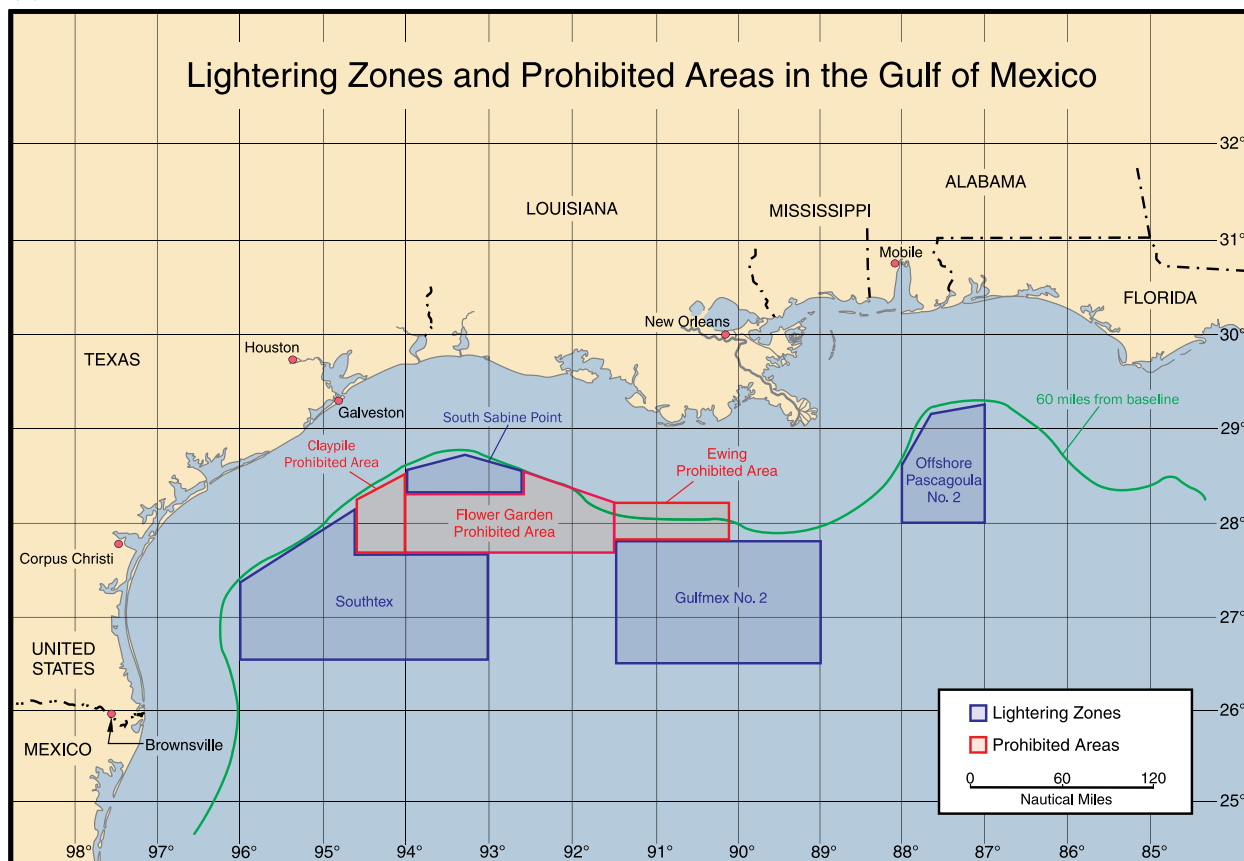 Lightering Zones and Prohibited Areas in the Gulf of Mexico
32°
ALABAMA
LOUISIANA
MISSISSIPPI
31°
Mobile
FLORIDA
New Orleans
30°
Houston
TEXAS
Galveston
South Sabine
Point
60 miles from baseline
29°
Claypile
Prohibited Area
Ewing
Prohibited Area
Offshore
Pascagoula
No. 2
Flower Garden
Prohibited Area
28°
Corpus Christi
Southtex
Gulfmex No. 2
27°
UNITED
STATES
26°
MEXICO
Brownsville
Lightering Zones
Prohibited Areas
0 60 120
Nautical Miles
25°
98° 97° 96° 95° 94° 93° 92° 91° 90° 89° 88° 87° 86° 85°